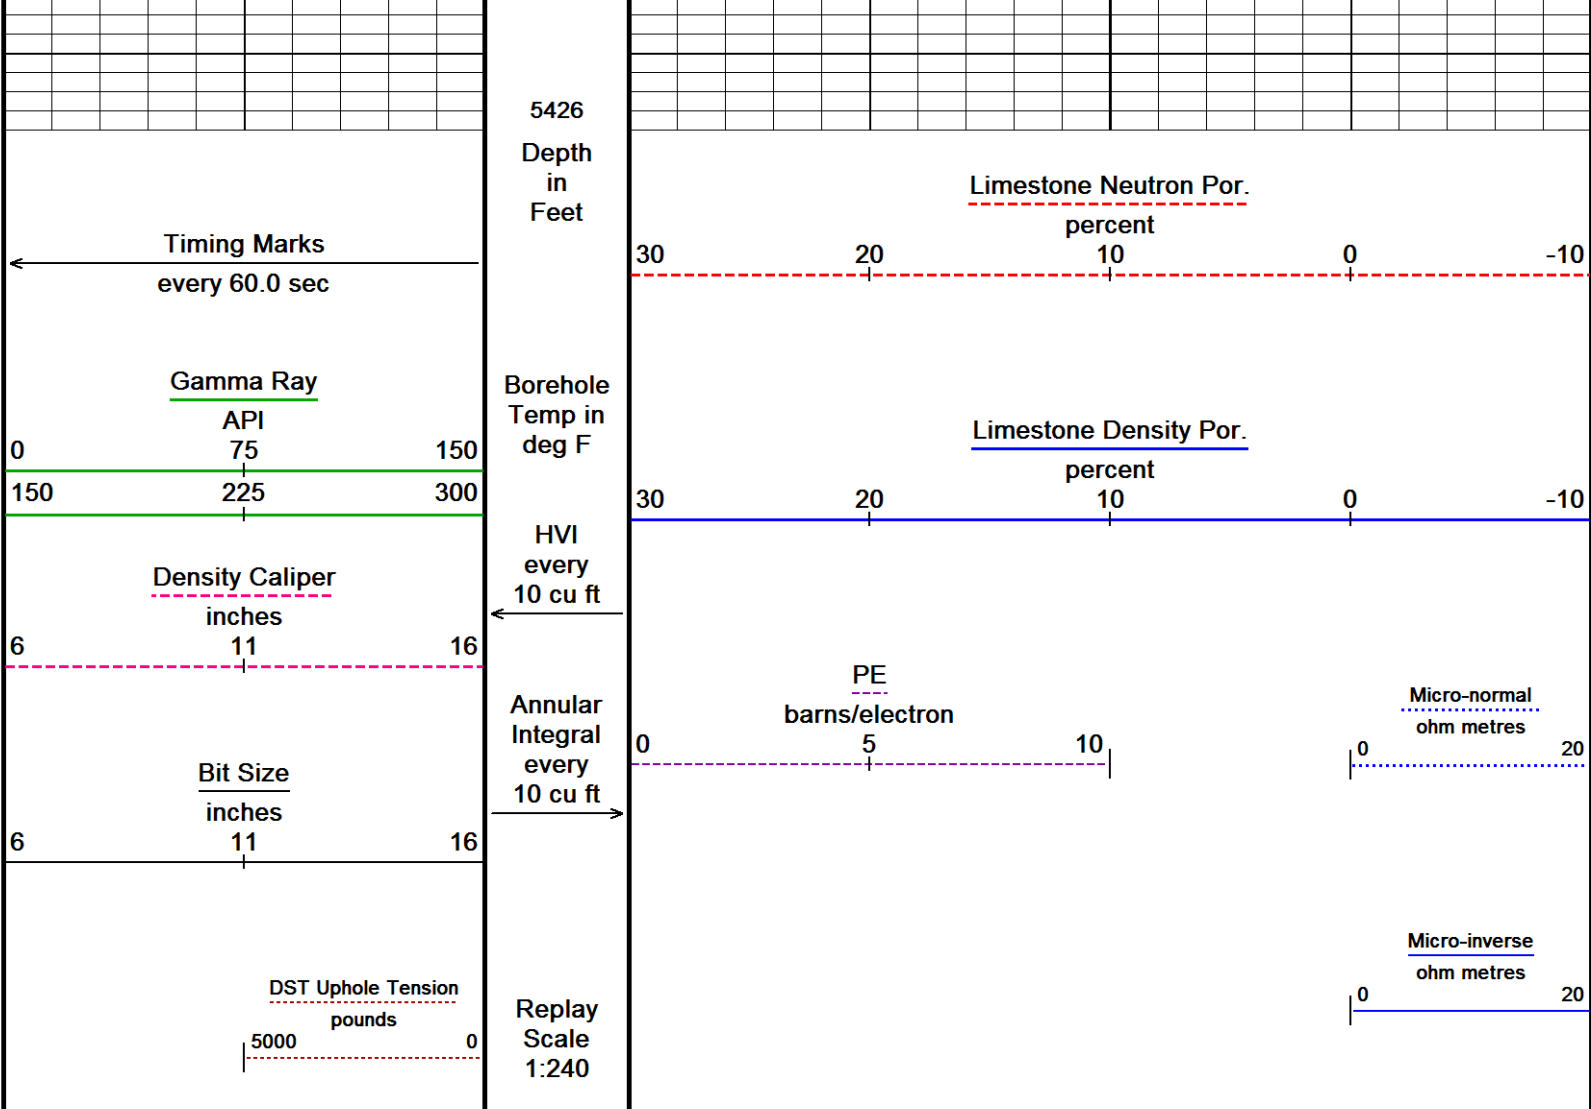 5426
Depth
in
Feet
Timing Marks
every 60.0 sec
Gamma Ray
API
0 75 150
150 225 300
Density Caliper
inches
6 11 16
Bit Size
inches
6 11 16
DST Uphole Tension
pounds
5000 0
Borehole
Temp in
deg F
HVI
every
10 cu ft
Annular
Integral
every
10 cu ft
Replay
Scale
1:240
Limestone Neutron Por.
percent
30 20 10 0 -10
Limestone Density Por.
percent
30 20 10 0 -10
PE
barns/electron
0 5 10
Micro-normal
ohm metres
0 20
Micro-inverse
ohm metres
0 20